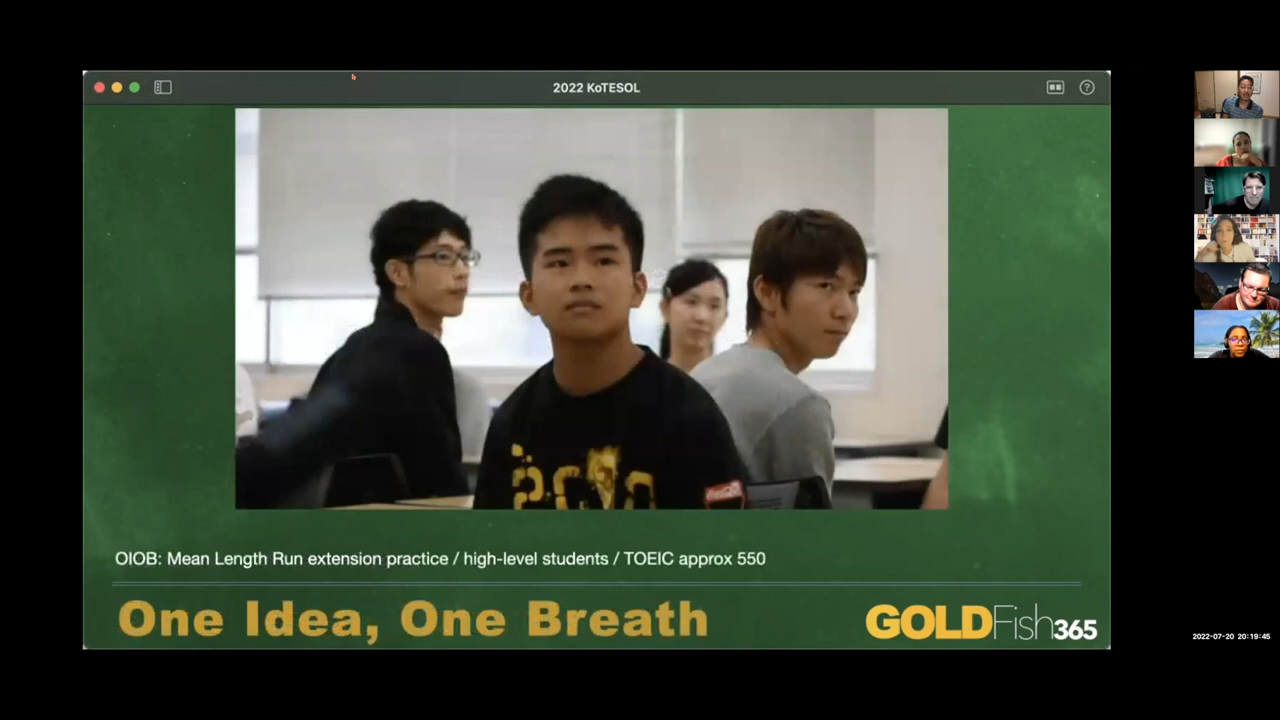 2022 KoTESOL
OIOB: Mean Length Run extension practice / high-level students / TOEIC approx 550
One Idea, One Breath
GOLDFish365
2022-07-20 20:19:45